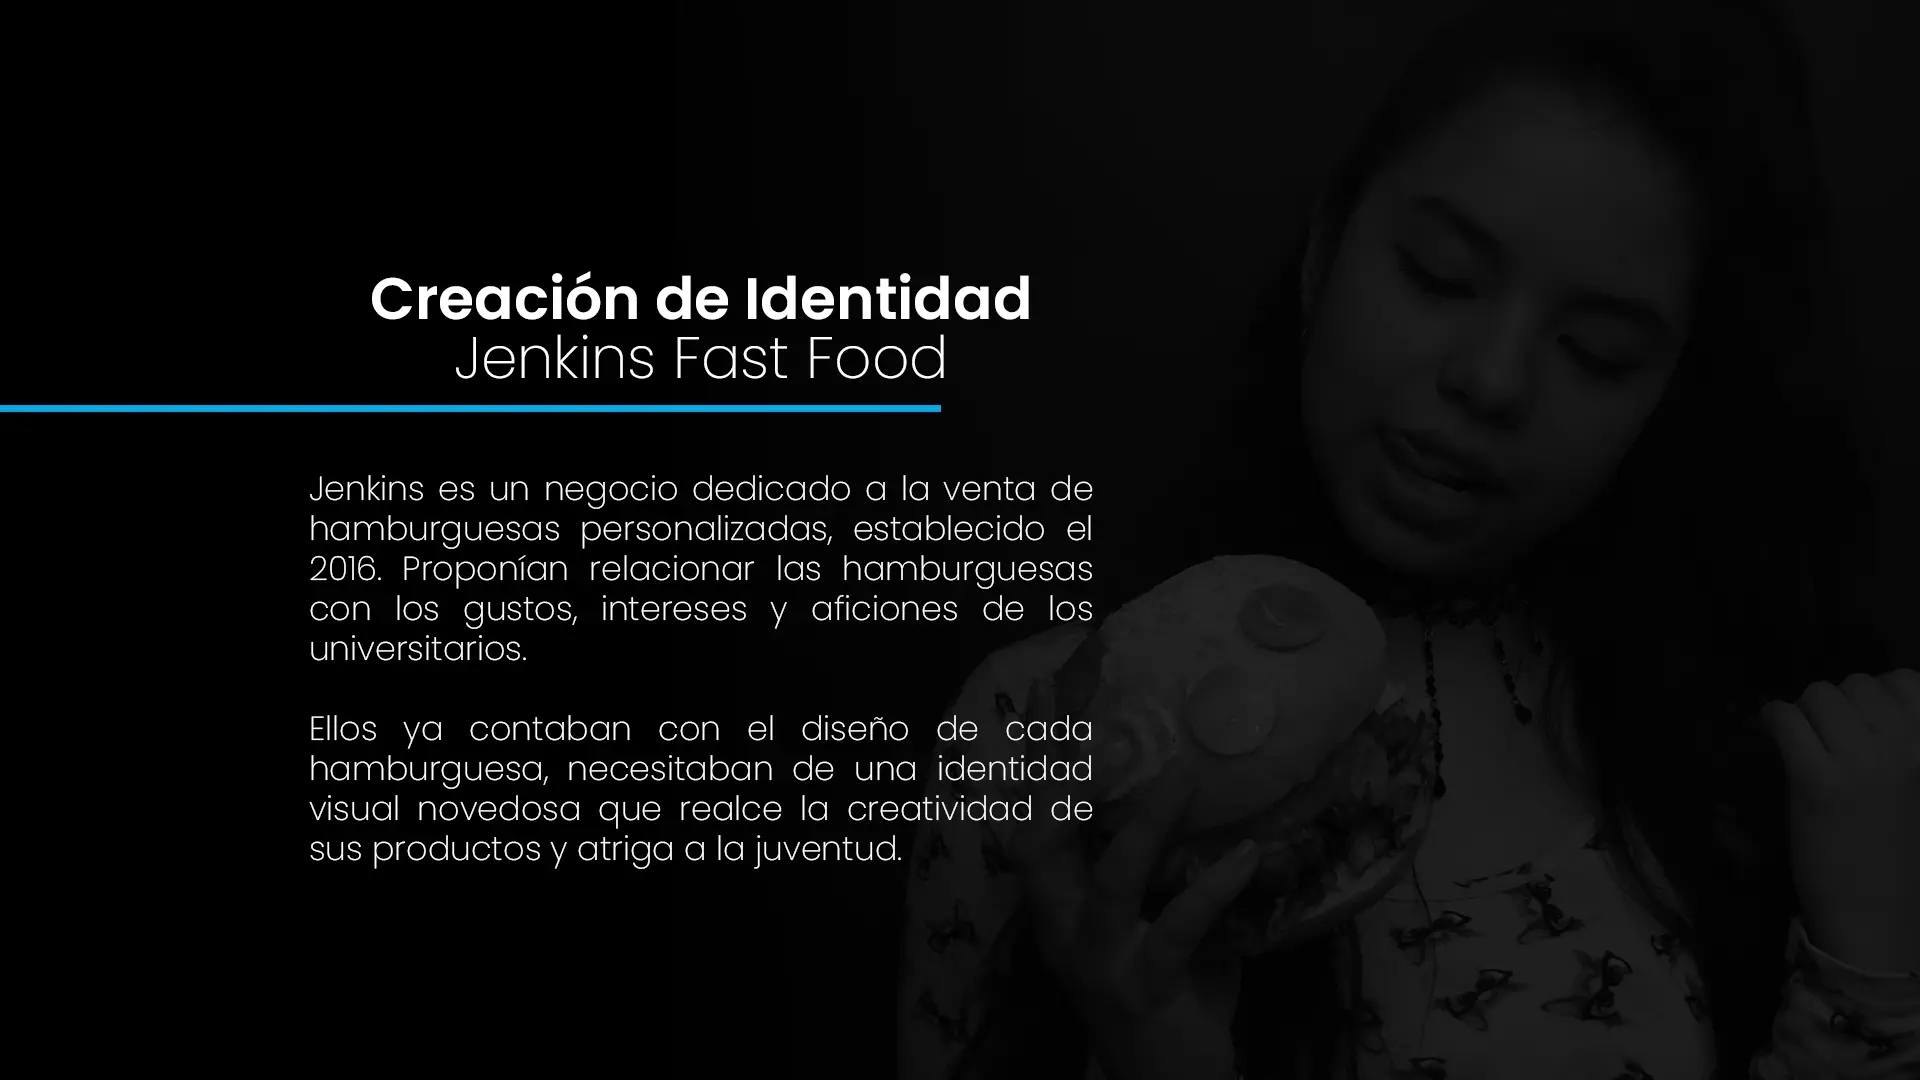 Creación de Identidad
Jenkins Fast Food
Jenkins es un negocio dedicado a la venta de
hamburguesas personalizadas, establecido el
2016. Proponían relacionar las hamburguesas
con los gustos, intereses y aficiones de los
universitarios.
Ellos ya contaban con el diseño de cada
hamburguesa, necesitaban de una identidad
visual novedosa que realce la creatividad de
sus productos y atriga a la juventud.